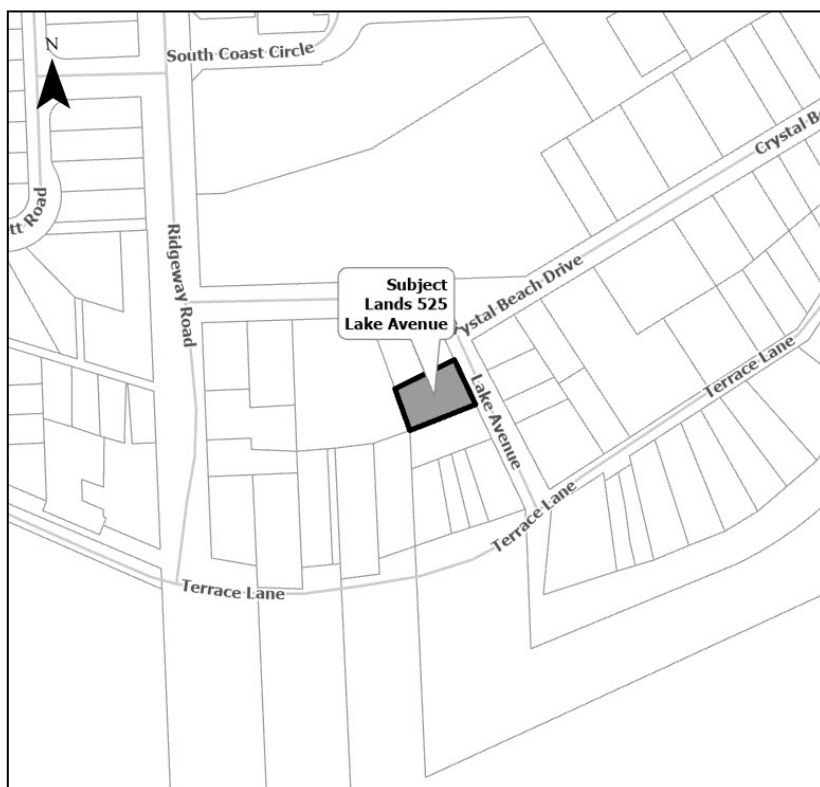 South Coast Circle
N
Crystal Be
tt Road
Ridgeway Road
Subject
Lands 525
Lake Avenue
rystal Beach Drive
Lake Avenue
Terrace Lane
Terrace Lane
Terrace Lane